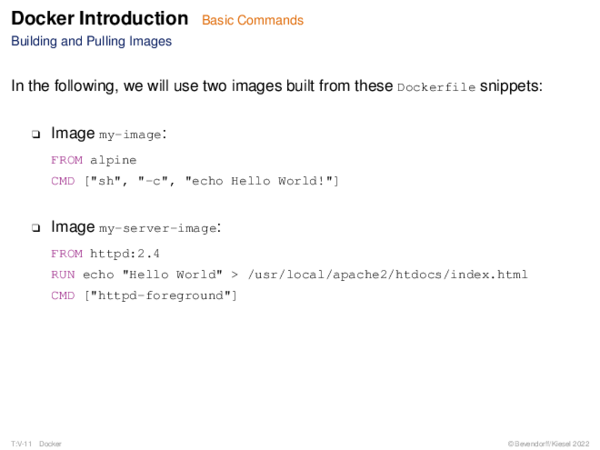 Docker Introduction Basic Commands
Building and Pulling Images
In the following, we will use two images built from these Dockerfile snippets:
❑ Image my-image:
FROM alpine
CMD ["sh", "-c", "echo Hello World!"]
❑ Image my-server-image:
FROM httpd:2.4
RUN echo "Hello World" > /usr/local/apache2/htdocs/index.html
CMD ["httpd-foreground"]
T:V-11 Docker © Bevendorff/Kiesel 2022